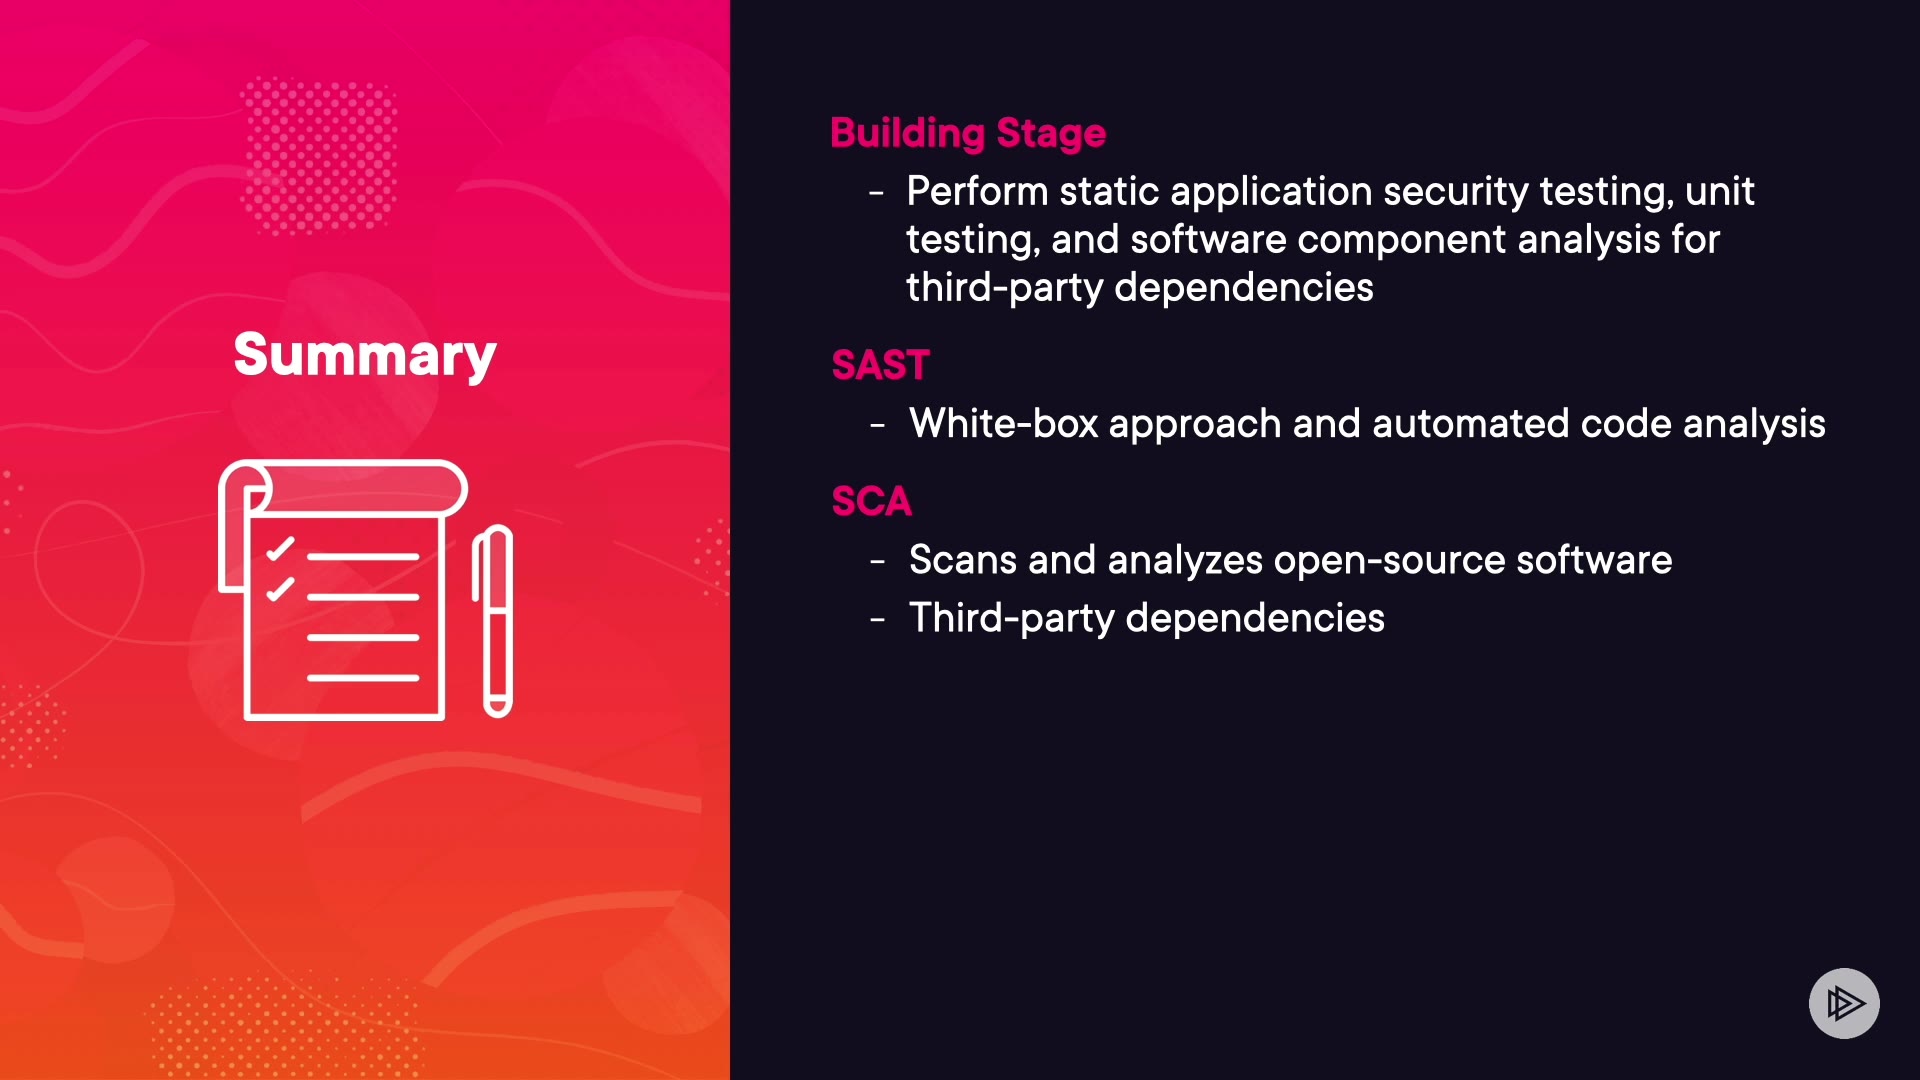 Summary
Building Stage
- Perform static application security testing, unit
testing, and software component analysis for
third-party dependencies
SAST
- White-box approach and automated code analysis
SCA
- Scans and analyzes open-source software
- Third-party dependencies